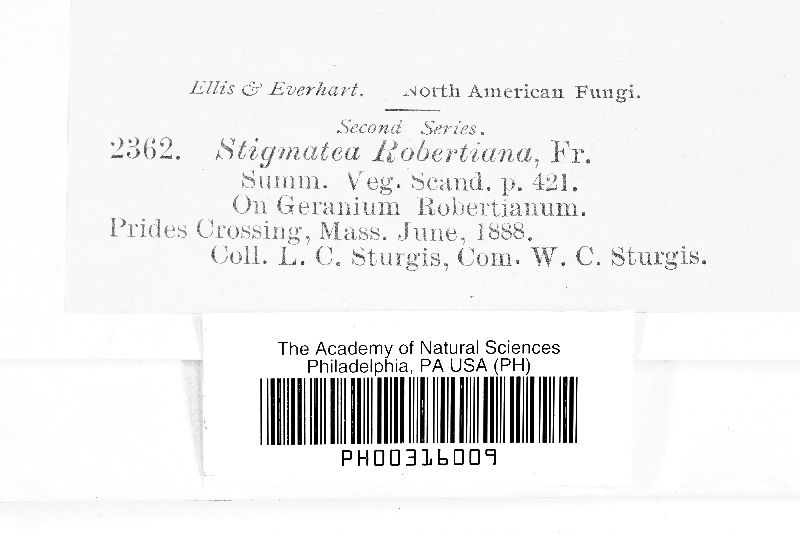 Ellis & Everhart. North American Fungi.
Second Series.
2362. Stigmatea Robertiana, Fr.
Summ. Veg. Scand. p. 421.
On Geranium Robertianum.
Prides Crossing, Mass. June, 1888.
Coll. L. C. Sturgis, Com. W. C. Sturgis.
The Academy of Natural Sciences
Philadelphia, PA USA (PH)
PH00316009